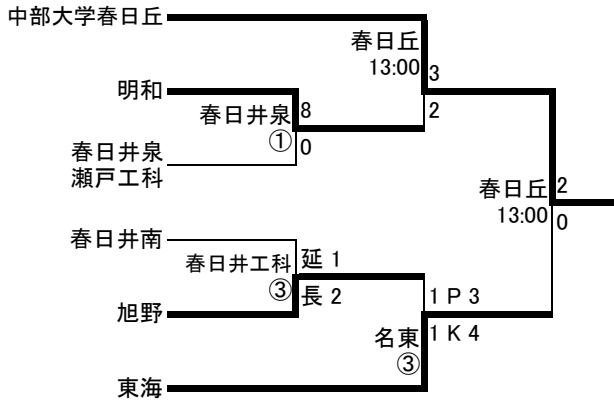 中部大学春日丘
春日丘
13:00
3
2
明和
春日井泉
①
8
0
春日井泉
瀬戸工科
春日丘
13:00
2
0
春日井南
春日井工科
③
延 1
長 2
旭野
1 P 3
1 K 4
名東
③
東海